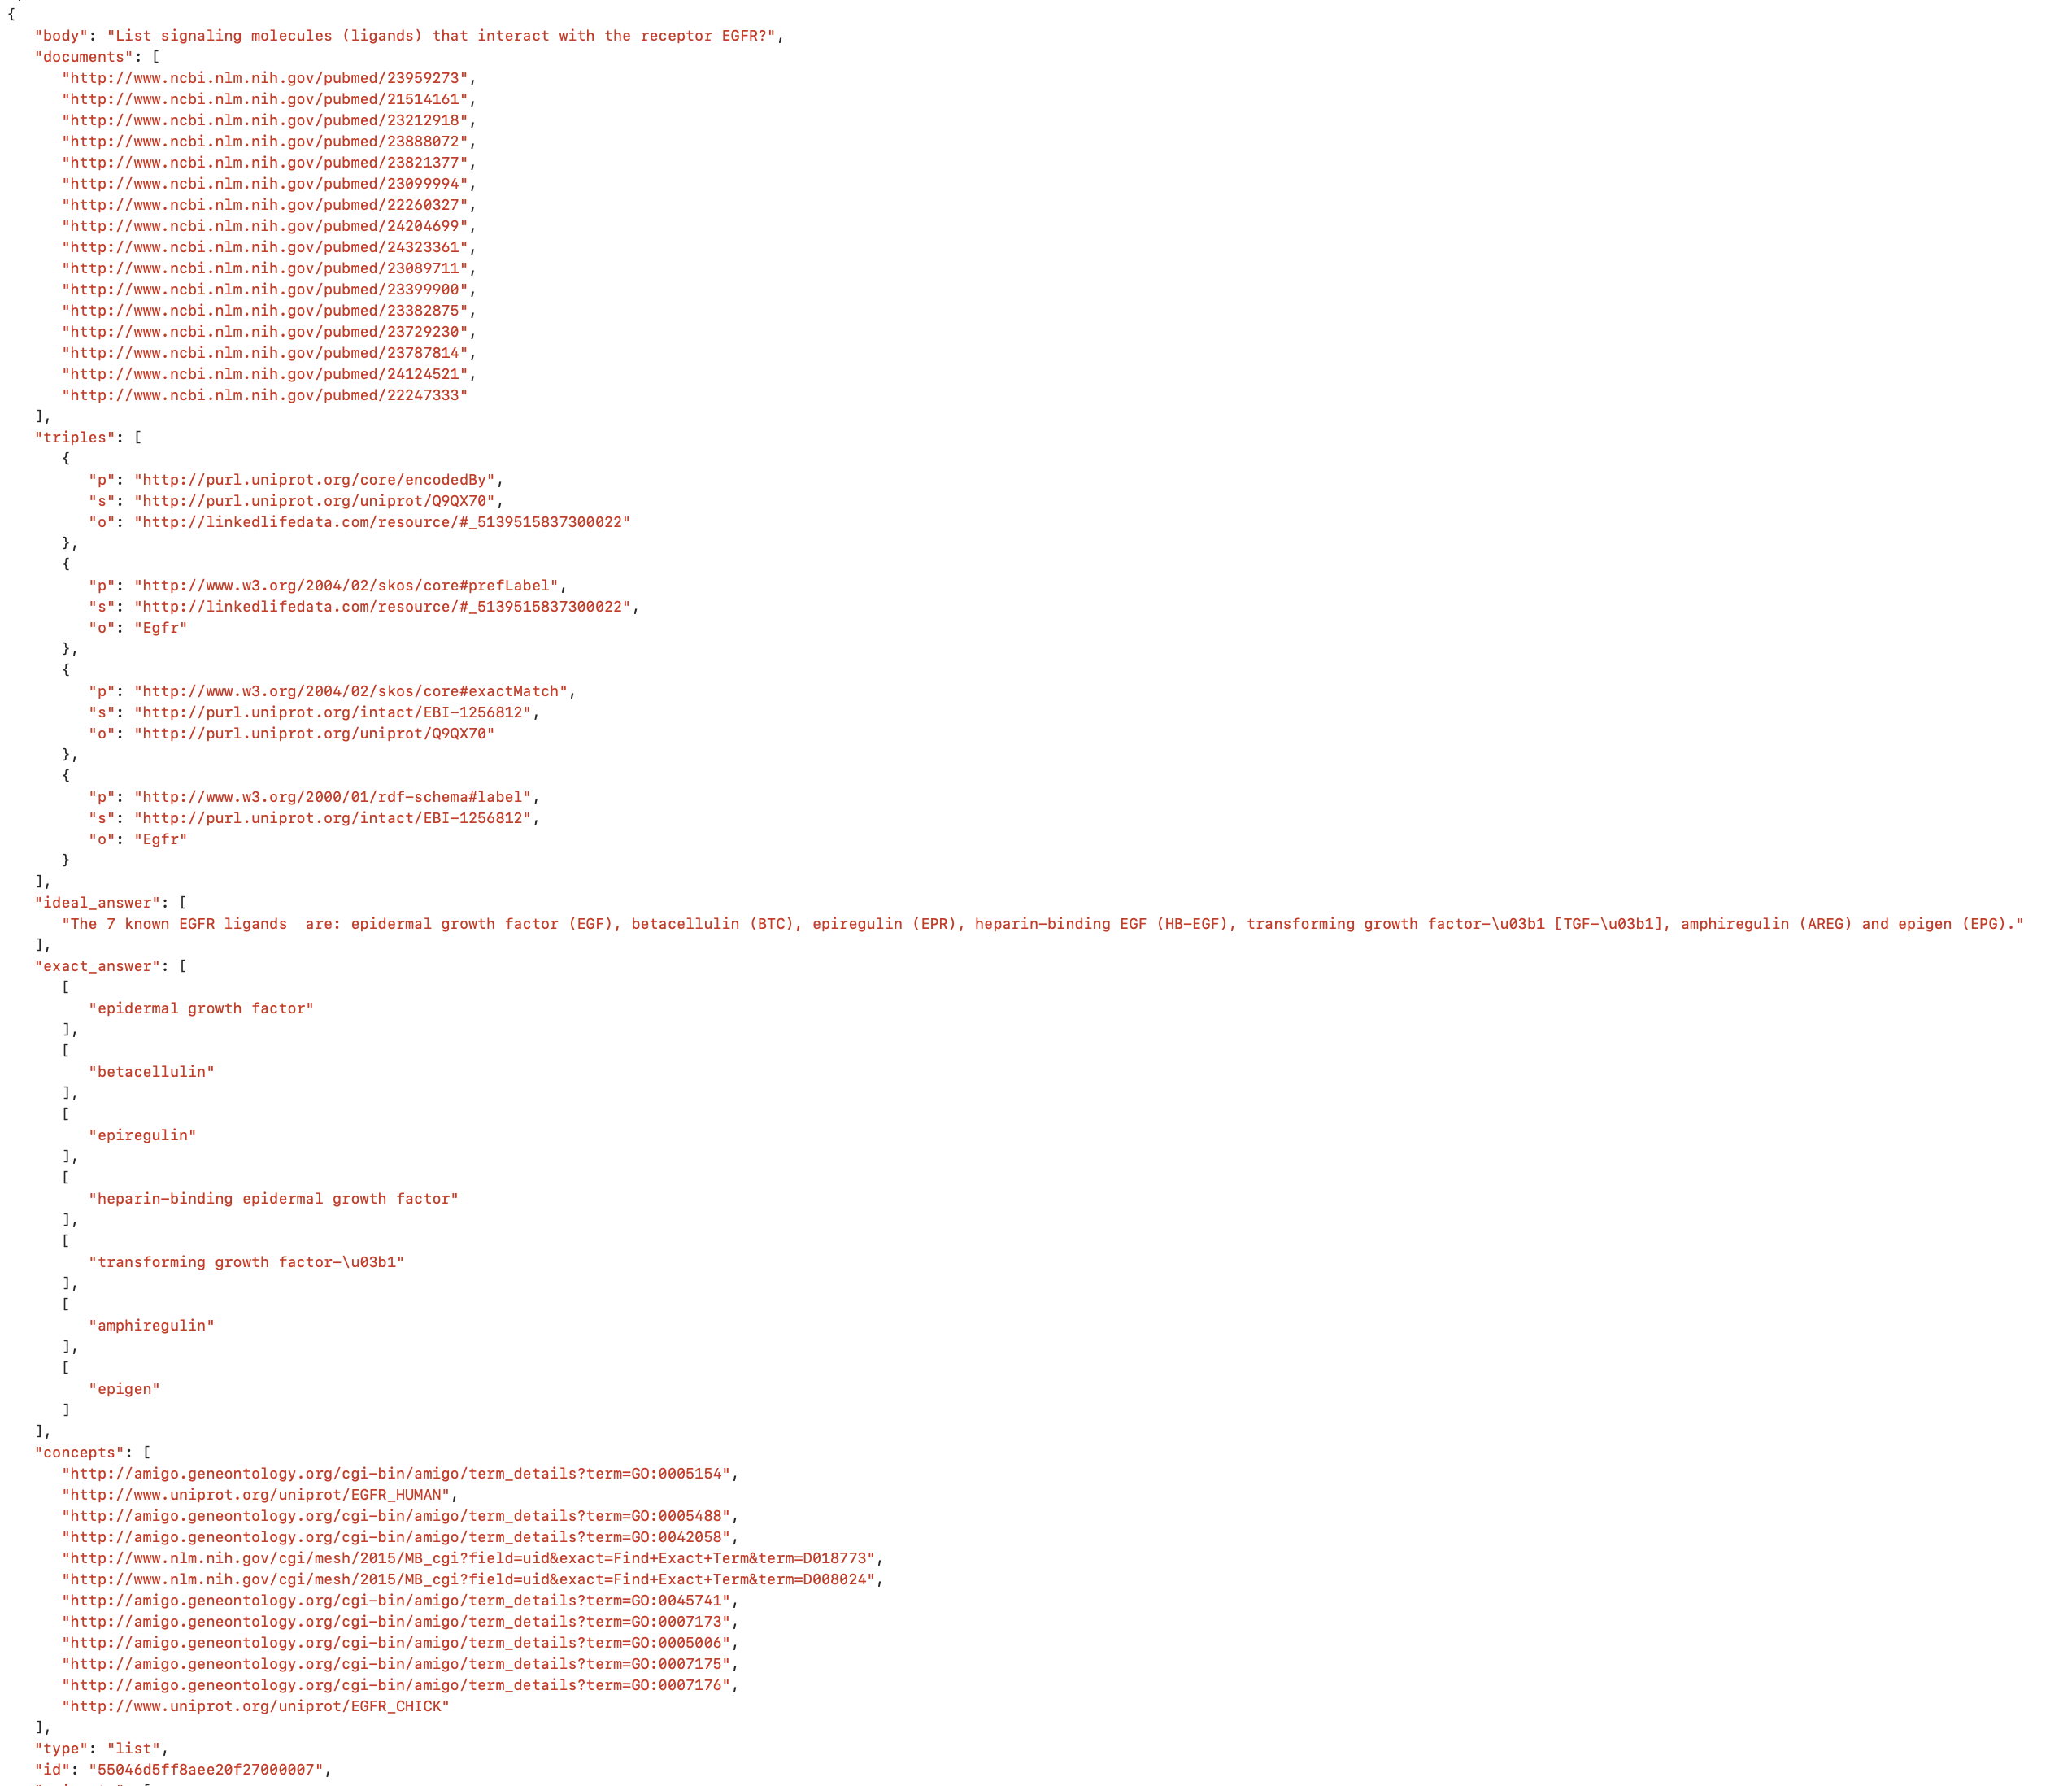 {
"body": "List signaling molecules (ligands) that interact with the receptor EGFR?",
"documents": [
"http://www.ncbi.nlm.nih.gov/pubmed/23959273",
"http://www.ncbi.nlm.nih.gov/pubmed/21514161",
"http://www.ncbi.nlm.nih.gov/pubmed/23212918",
"http://www.ncbi.nlm.nih.gov/pubmed/23888072",
"http://www.ncbi.nlm.nih.gov/pubmed/23821377",
"http://www.ncbi.nlm.nih.gov/pubmed/23099994",
"http://www.ncbi.nlm.nih.gov/pubmed/22260327",
"http://www.ncbi.nlm.nih.gov/pubmed/24204699",
"http://www.ncbi.nlm.nih.gov/pubmed/24323361",
"http://www.ncbi.nlm.nih.gov/pubmed/23089711",
"http://www.ncbi.nlm.nih.gov/pubmed/23399900",
"http://www.ncbi.nlm.nih.gov/pubmed/23382875",
"http://www.ncbi.nlm.nih.gov/pubmed/23729230",
"http://www.ncbi.nlm.nih.gov/pubmed/23787814",
"http://www.ncbi.nlm.nih.gov/pubmed/24124521",
"http://www.ncbi.nlm.nih.gov/pubmed/22247333"
],
"triples": [
{
"p": "http://purl.uniprot.org/core/encodedBy",
"s": "http://purl.uniprot.org/uniprot/Q9QX70",
"o": "http://linkedlifedata.com/resource/#_5139515837300022"
},
{
"p": "http://www.w3.org/2004/02/skos/core#prefLabel",
"s": "http://linkedlifedata.com/resource/#_5139515837300022",
"o": "Egfr"
},
{
"p": "http://www.w3.org/2004/02/skos/core#exactMatch",
"s": "http://purl.uniprot.org/intact/EBI-1256812",
"o": "http://purl.uniprot.org/uniprot/Q9QX70"
},
{
"p": "http://www.w3.org/2000/01/rdf-schema#label",
"s": "http://purl.uniprot.org/intact/EBI-1256812",
"o": "Egfr"
}
],
"ideal_answer": [
"The 7 known EGFR ligands  are: epidermal growth factor (EGF), betacellulin (BTC), epiregulin (EPR), heparin-binding EGF (HB-EGF), transforming growth factor-\u03b1 [TGF-\u03b1], amphiregulin (AREG) and epigen (EPG)."
],
"exact_answer": [
[
"epidermal growth factor"
],
[
"betacellulin"
],
[
"epiregulin"
],
[
"heparin-binding epidermal growth factor"
],
[
"transforming growth factor-\u03b1"
],
[
"amphiregulin"
],
[
"epigen"
]
],
"concepts": [
"http://amigo.geneontology.org/cgi-bin/amigo/term_details?term=GO:0005154",
"http://www.uniprot.org/uniprot/EGFR_HUMAN",
"http://amigo.geneontology.org/cgi-bin/amigo/term_details?term=GO:0005488",
"http://amigo.geneontology.org/cgi-bin/amigo/term_details?term=GO:0042058",
"http://www.nlm.nih.gov/cgi/mesh/2015/MB_cgi?field=uid&exact=Find+Exact+Term&term=D018773",
"http://www.nlm.nih.gov/cgi/mesh/2015/MB_cgi?field=uid&exact=Find+Exact+Term&term=D008024",
"http://amigo.geneontology.org/cgi-bin/amigo/term_details?term=GO:0045741",
"http://amigo.geneontology.org/cgi-bin/amigo/term_details?term=GO:0007173",
"http://amigo.geneontology.org/cgi-bin/amigo/term_details?term=GO:0005006",
"http://amigo.geneontology.org/cgi-bin/amigo/term_details?term=GO:0007175",
"http://amigo.geneontology.org/cgi-bin/amigo/term_details?term=GO:0007176",
"http://www.uniprot.org/uniprot/EGFR_CHICK"
],
"type": "list",
"id": "55046d5ff8aee20f27000007",